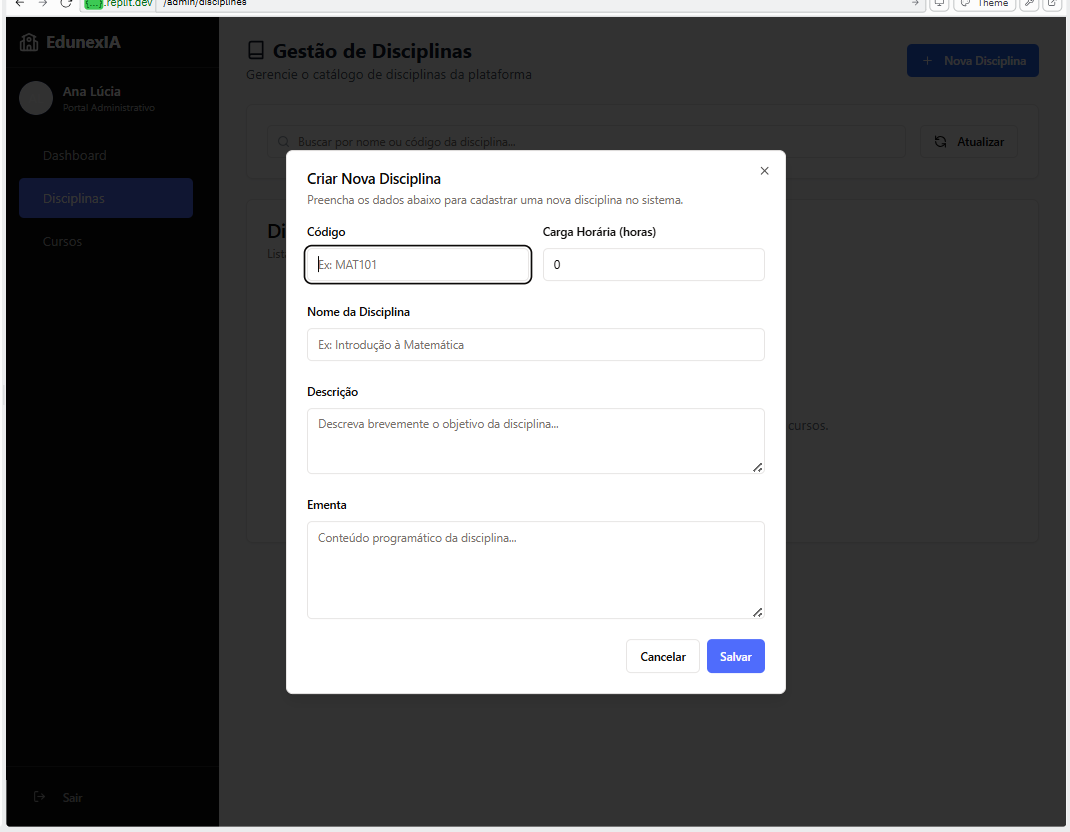 {...}.replit.dev /admin/disciplines
Theme
EdunexIA
Ana Lúcia
Portal Administrativo
Dashboard
Disciplinas
Cursos
Sair
Gestão de Disciplinas
Gerencie o catálogo de disciplinas da plataforma
+ Nova Disciplina
Buscar por nome ou código da disciplina...
Atualizar
Di
List
cursos.
Criar Nova Disciplina
Preencha os dados abaixo para cadastrar uma nova disciplina no sistema.
Código
Carga Horária (horas)
Ex: MAT101
0
Nome da Disciplina
Ex: Introdução à Matemática
Descrição
Descreva brevemente o objetivo da disciplina...
Ementa
Conteúdo programático da disciplina...
Cancelar
Salvar